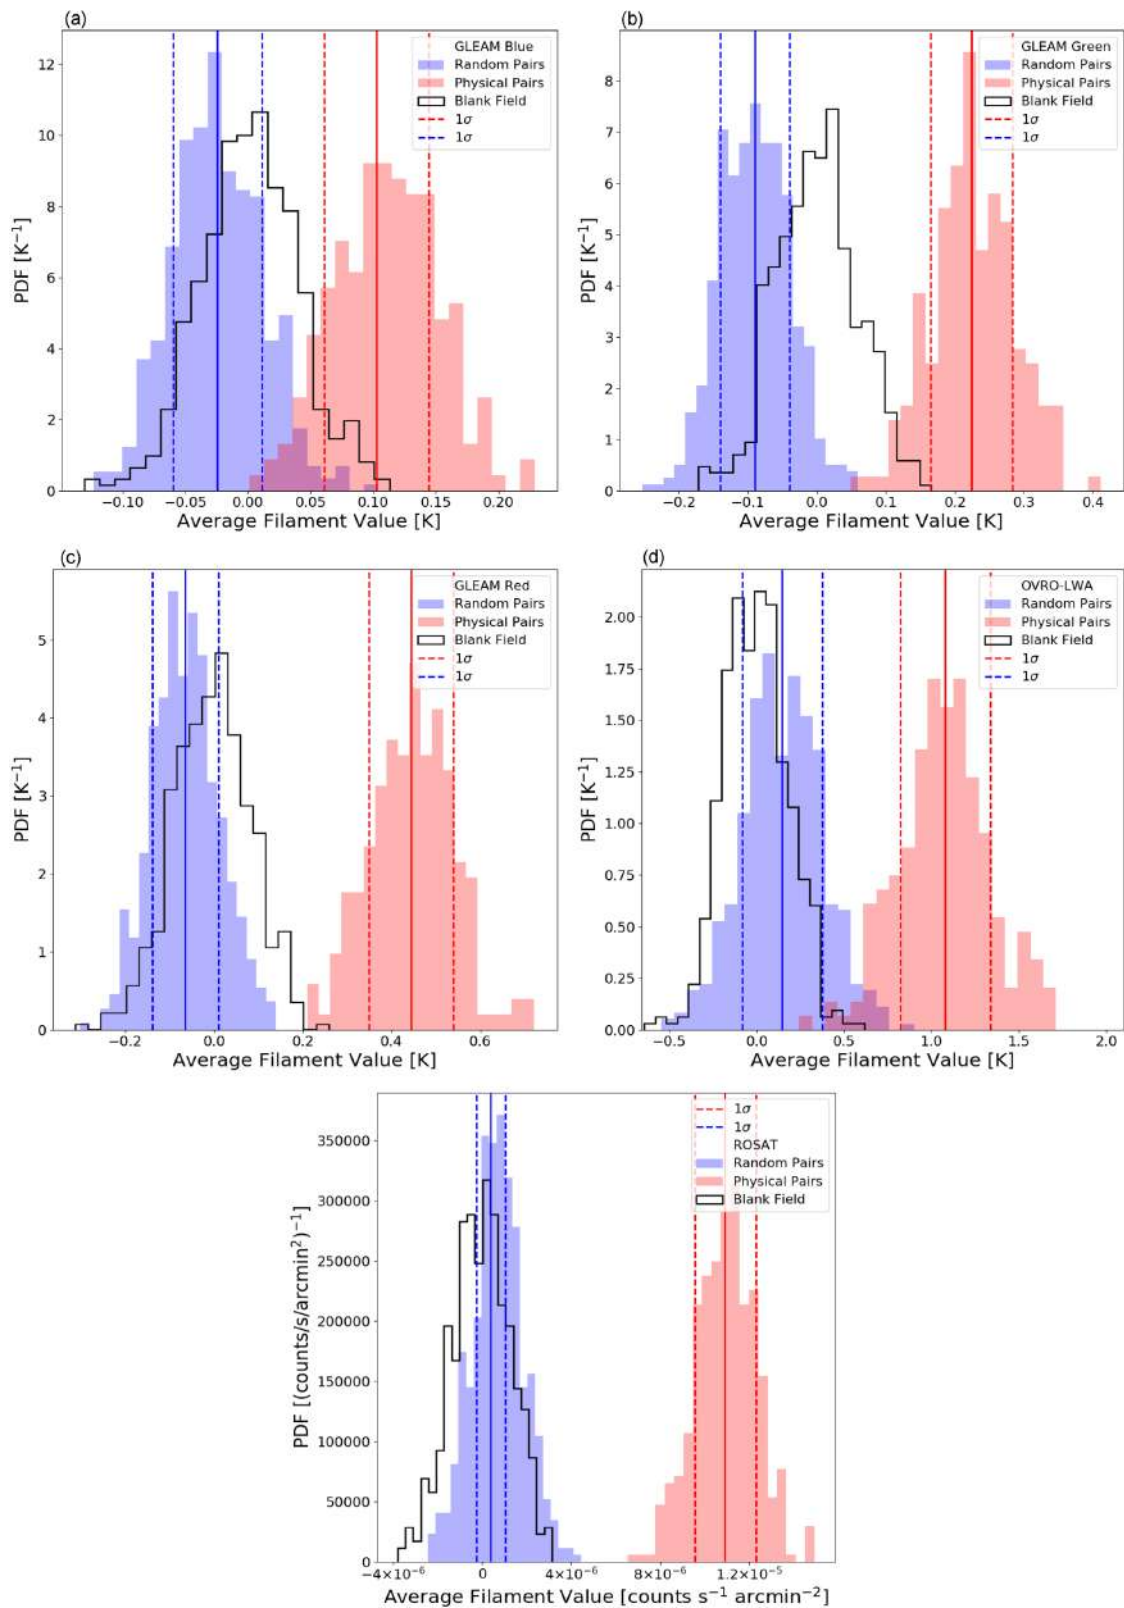 (a)
GLEAM Blue
Random Pairs
Physical Pairs
Blank Field
1σ
1σ
12
10
8
6
4
2
0
PDF [K⁻¹]
−0.10
−0.05
0.00
0.05
0.10
0.15
0.20
Average Filament Value [K]
(b)
GLEAM Green
Random Pairs
Physical Pairs
Blank Field
1σ
1σ
8
7
6
5
4
3
2
1
0
PDF [K⁻¹]
−0.2
−0.1
0.0
0.1
0.2
0.3
0.4
Average Filament Value [K]
(c)
GLEAM Red
Random Pairs
Physical Pairs
Blank Field
1σ
1σ
5
4
3
2
1
0
PDF [K⁻¹]
−0.2
0.0
0.2
0.4
0.6
Average Filament Value [K]
(d)
OVRO-LWA
Random Pairs
Physical Pairs
Blank Field
1σ
1σ
2.00
1.75
1.50
1.25
1.00
0.75
0.50
0.25
0.00
PDF [K⁻¹]
−0.5
0.0
0.5
1.0
1.5
2.0
Average Filament Value [K]
1σ
1σ
ROSAT
Random Pairs
Physical Pairs
Blank Field
350000
300000
250000
200000
150000
100000
50000
0
PDF [(counts/s/arcmin²)⁻¹]
−4×10⁻⁶
0
4×10⁻⁶
8×10⁻⁶
1.2×10⁻⁵
Average Filament Value [counts s⁻¹ arcmin⁻²]